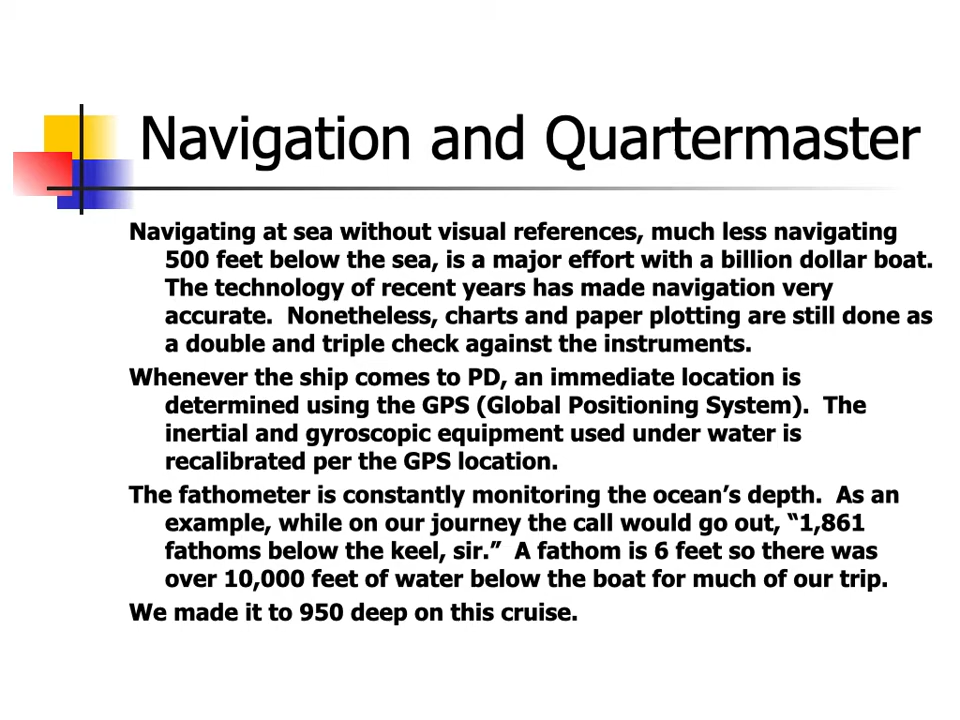 Navigation and Quartermaster
Navigating at sea without visual references, much less navigating
500 feet below the sea, is a major effort with a billion dollar boat.
The technology of recent years has made navigation very
accurate.  Nonetheless, charts and paper plotting are still done as
a double and triple check against the instruments.
Whenever the ship comes to PD, an immediate location is
determined using the GPS (Global Positioning System).  The
inertial and gyroscopic equipment used under water is
recalibrated per the GPS location.
The fathometer is constantly monitoring the ocean’s depth.  As an
example, while on our journey the call would go out, “1,861
fathoms below the keel, sir.”  A fathom is 6 feet so there was
over 10,000 feet of water below the boat for much of our trip.
We made it to 950 deep on this cruise.